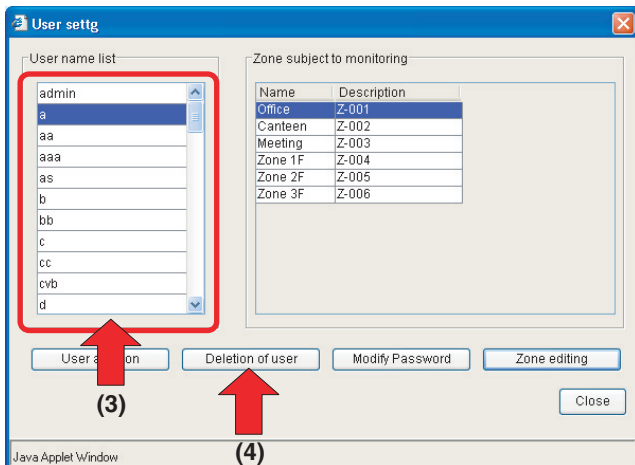 User settg
User name list
admin
a
aa
aaa
as
b
bb
c
cc
cvb
d
Zone subject to monitoring
Name Description
Office Z-001
Canteen Z-002
Meeting Z-003
Zone 1F Z-004
Zone 2F Z-005
Zone 3F Z-006
User Deletion of user Modify Password Zone editing
(3)
(4)
Close
Java Applet Window